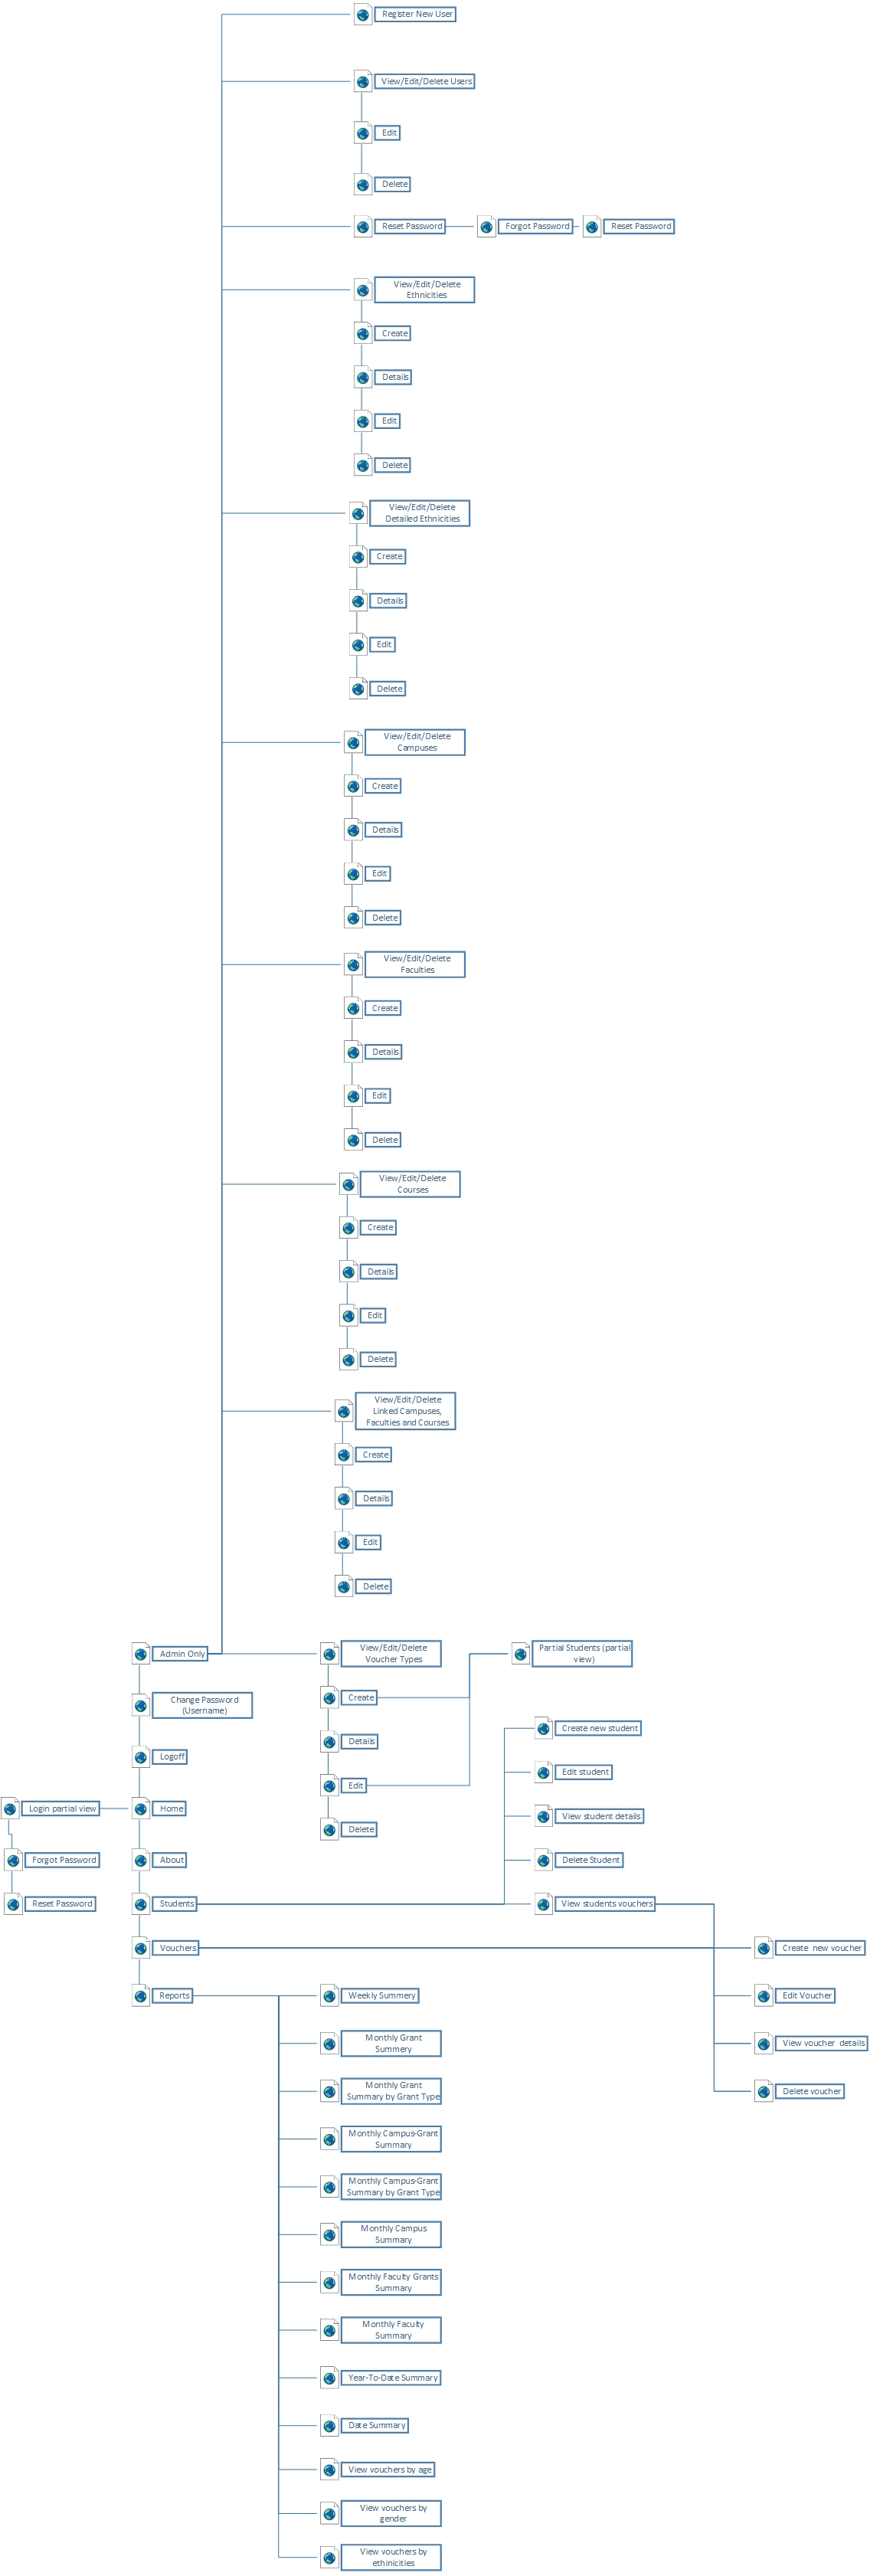 Register New User
View/Edit/Delete Users
Edit
Delete
Reset Password
Forgot Password
Reset Password
View/Edit/Delete
Ethnicities
Create
Details
Edit
Delete
View/Edit/Delete
Detailed Ethnicities
Create
Details
Edit
Delete
View/Edit/Delete
Campuses
Create
Details
Edit
Delete
View/Edit/Delete
Faculties
Create
Details
Edit
Delete
View/Edit/Delete
Courses
Create
Details
Edit
Delete
View/Edit/Delete
Linked Campuses,
Faculties and Courses
Create
Details
Edit
Delete
Admin Only
Change Password
(Username)
Logoff
Login partial view
Home
Forgot Password
About
Reset Password
Students
Vouchers
Reports
View/Edit/Delete
Voucher Types
Create
Details
Edit
Delete
Partial Students (partial
view)
Create new student
Edit student
View student details
Delete Student
View students vouchers
Create  new voucher
Edit Voucher
View voucher  details
Delete voucher
Weekly Summery
Monthly Grant
Summery
Monthly Grant
Summary by Grant Type
Monthly Campus-Grant
Summary
Monthly Campus-Grant
Summary by Grant Type
Monthly Campus
Summary
Monthly Faculty Grants
Summary
Monthly Faculty
Summary
Year-To-Date Summary
Date Summary
View vouchers by age
View vouchers by
gender
View vouchers by
ethinicities